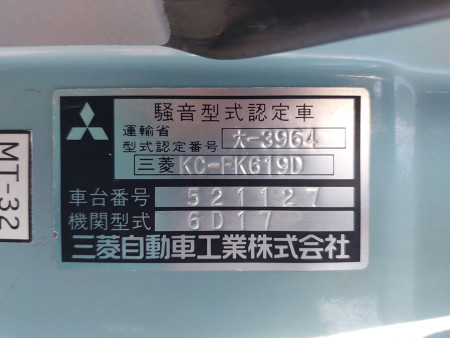 騒音型式認定車
運輸省
型式認定番号 大-3964
三菱 KC-FK619D
車台番号 521127
機関型式 6D17
三菱自動車工業株式会社
MT-32